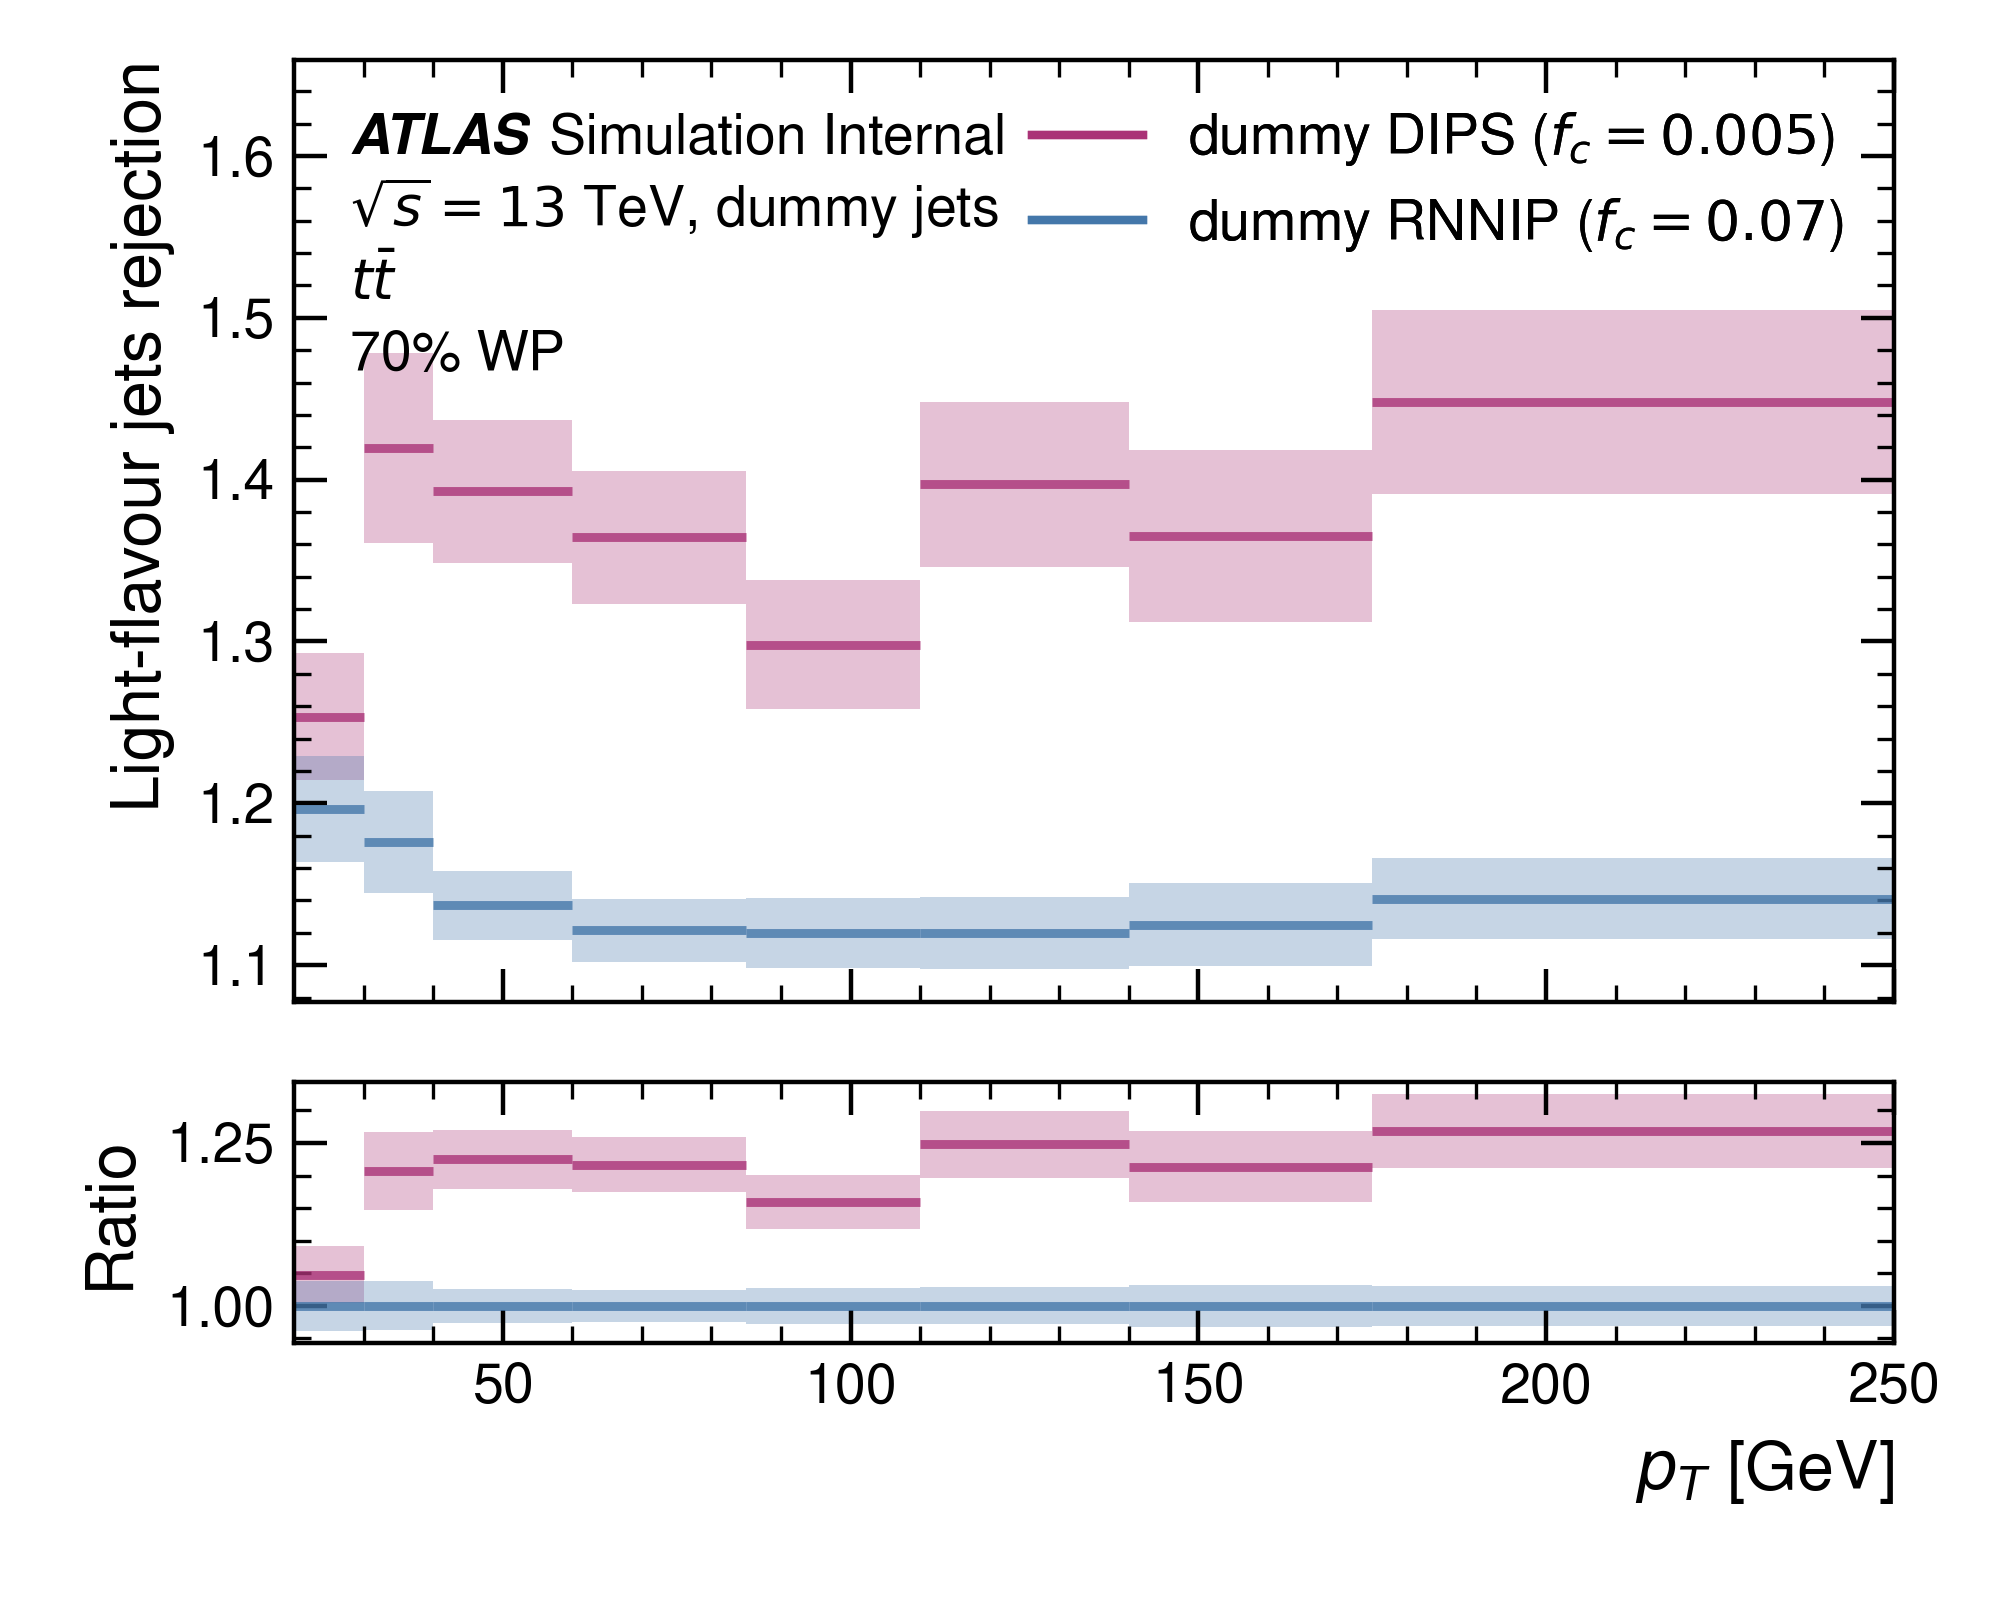 ATLAS Simulation Internal
√s = 13 TeV, dummy jets
tt̄
70% WP
dummy DIPS (f_c = 0.005)
dummy RNNIP (f_c = 0.07)
Light-flavour jets rejection
1.6
1.5
1.4
1.3
1.2
1.1
Ratio
1.25
1.00
50 100 150 200 250
p_T [GeV]